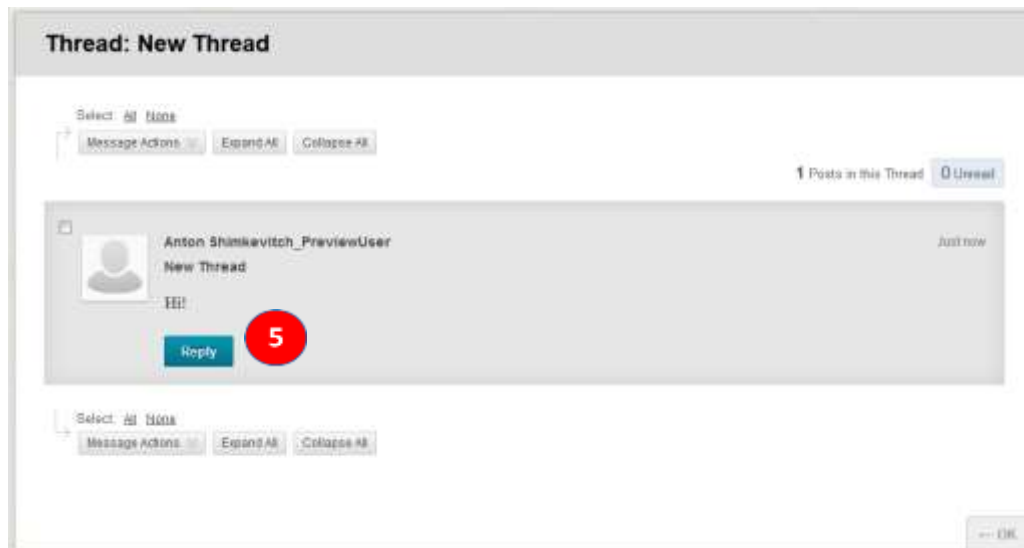 Thread: New Thread
Select: All None
Message Actions Expand All Collapse All
1 Posts in this Thread 0 Unread
Anton Shimkevitch_PreviewUser Just now
New Thread
Hi!
Reply 5
Select: All None
Message Actions Expand All Collapse All
OK